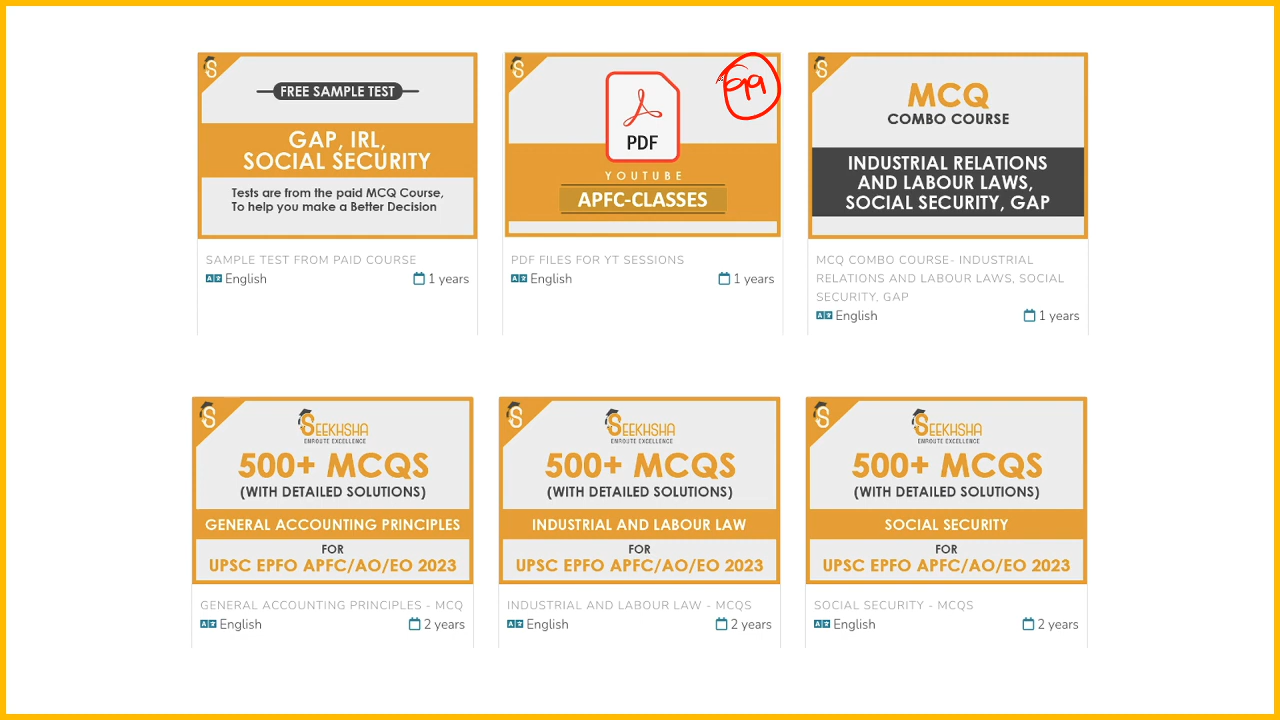 FREE SAMPLE TEST
GAP, IRL,
SOCIAL SECURITY
Tests are from the paid MCQ Course,
To help you make a Better Decision
SAMPLE TEST FROM PAID COURSE
English
1 years
PDF
YOUTUBE
APFC-CLASSES
99
PDF FILES FOR YT SESSIONS
English
1 years
MCQ
COMBO COURSE
INDUSTRIAL RELATIONS
AND LABOUR LAWS,
SOCIAL SECURITY, GAP
MCQ COMBO COURSE- INDUSTRIAL
RELATIONS AND LABOUR LAWS, SOCIAL
SECURITY, GAP
English
1 years
SEEKHSHA
ENROUTE EXCELLENCE
500+ MCQS
(WITH DETAILED SOLUTIONS)
GENERAL ACCOUNTING PRINCIPLES
FOR
UPSC EPFO APFC/AO/EO 2023
GENERAL ACCOUNTING PRINCIPLES - MCQ
English
2 years
SEEKHSHA
ENROUTE EXCELLENCE
500+ MCQS
(WITH DETAILED SOLUTIONS)
INDUSTRIAL AND LABOUR LAW
FOR
UPSC EPFO APFC/AO/EO 2023
INDUSTRIAL AND LABOUR LAW - MCQS
English
2 years
SEEKHSHA
ENROUTE EXCELLENCE
500+ MCQS
(WITH DETAILED SOLUTIONS)
SOCIAL SECURITY
FOR
UPSC EPFO APFC/AO/EO 2023
SOCIAL SECURITY - MCQS
English
2 years